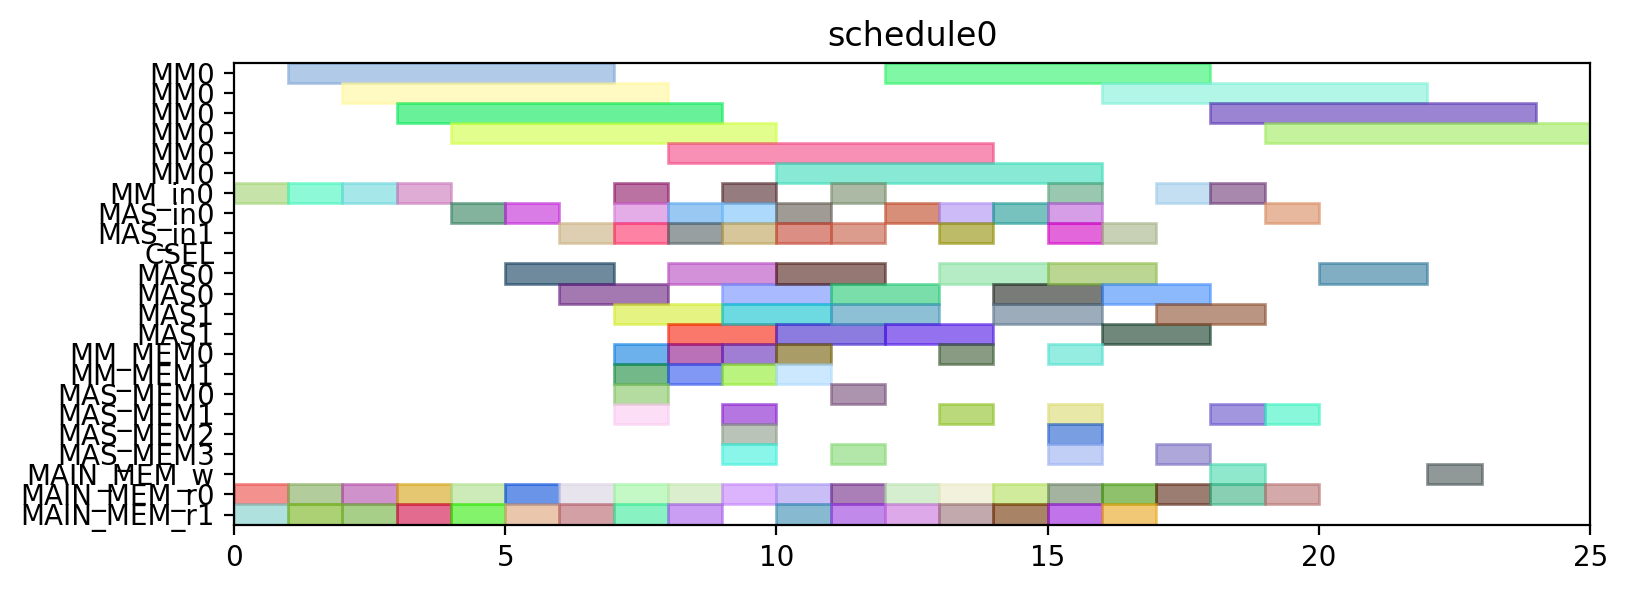 schedule0
MM0
MM0
MM0
MM0
MM0
MM0
MM_in0
MAS_in0
MAS_in1
CSEL
MAS0
MAS0
MAS1
MAS1
MM_MEM0
MM_MEM1
MAS_MEM0
MAS_MEM1
MAS_MEM2
MAS_MEM3
MAIN_MEM_w
MAIN_MEM_r0
MAIN_MEM_r1
0 5 10 15 20 25